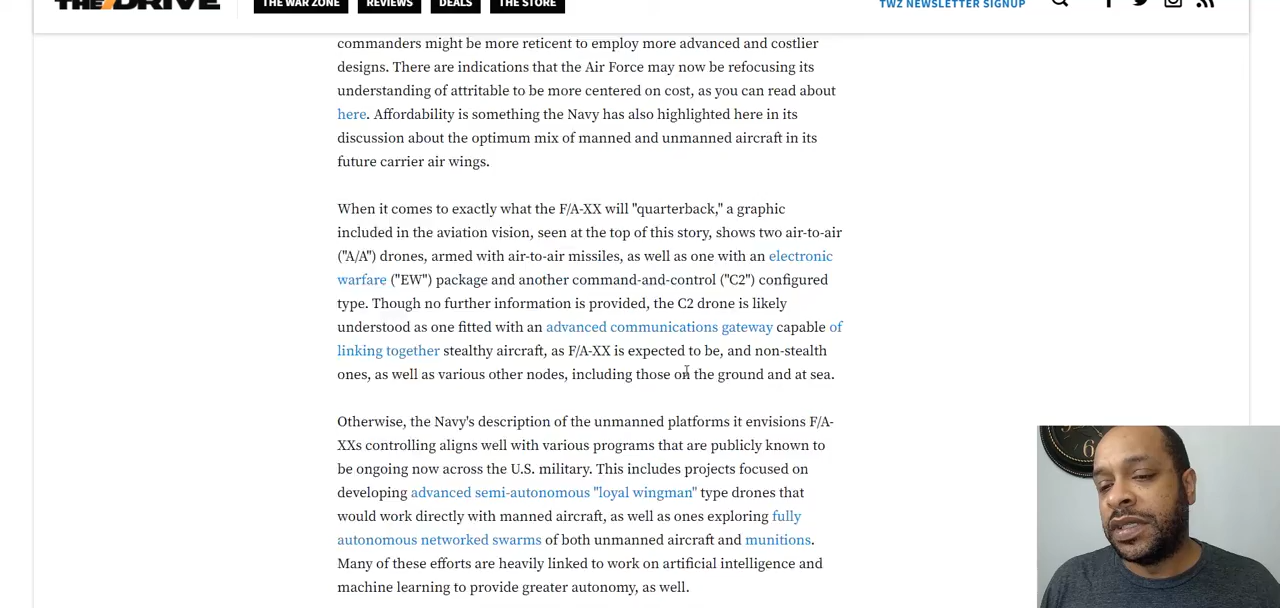 THE DRIVE
THE WAR ZONE
REVIEWS
DEALS
THE STORE
TWZ NEWSLETTER SIGNUP
commanders might be more reticent to employ more advanced and costlier
designs. There are indications that the Air Force may now be refocusing its
understanding of attritable to be more centered on cost, as you can read about
here. Affordability is something the Navy has also highlighted here in its
discussion about the optimum mix of manned and unmanned aircraft in its
future carrier air wings.
When it comes to exactly what the F/A-XX will "quarterback," a graphic
included in the aviation vision, seen at the top of this story, shows two air-to-air
("A/A") drones, armed with air-to-air missiles, as well as one with an electronic
warfare ("EW") package and another command-and-control ("C2") configured
type. Though no further information is provided, the C2 drone is likely
understood as one fitted with an advanced communications gateway capable of
linking together stealthy aircraft, as F/A-XX is expected to be, and non-stealth
ones, as well as various other nodes, including those on the ground and at sea.
Otherwise, the Navy's description of the unmanned platforms it envisions F/A-
XXs controlling aligns well with various programs that are publicly known to
be ongoing now across the U.S. military. This includes projects focused on
developing advanced semi-autonomous "loyal wingman" type drones that
would work directly with manned aircraft, as well as ones exploring fully
autonomous networked swarms of both unmanned aircraft and munitions.
Many of these efforts are heavily linked to work on artificial intelligence and
machine learning to provide greater autonomy, as well.
6